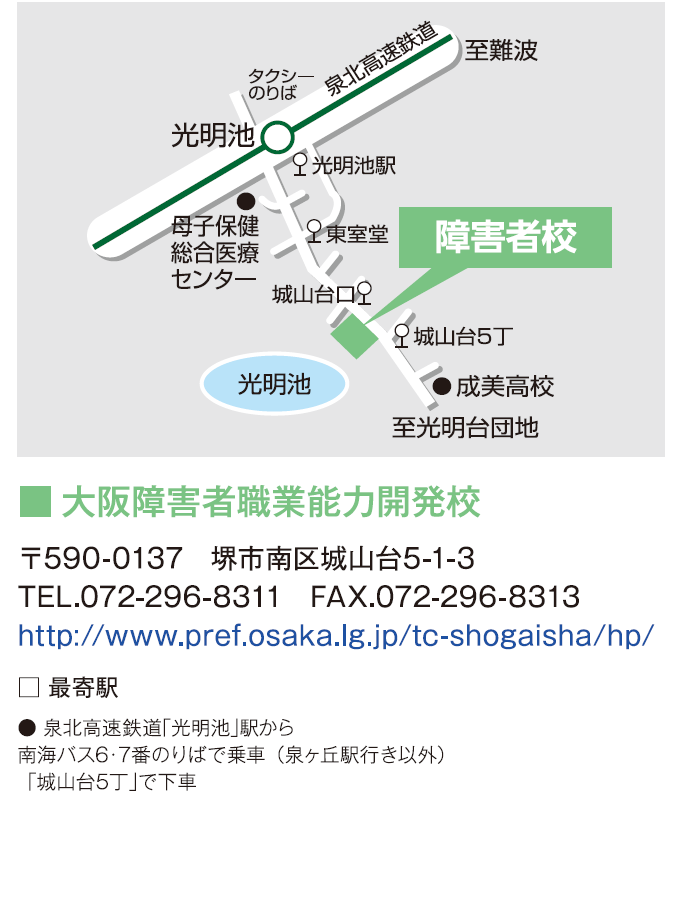 泉北高速鉄道
至難波
タクシー
のりば
光明池
光明池駅
母子保健
総合医療
センター
東室堂
障害者校
城山台口
城山台5丁
光明池
成美高校
至光明台団地
■ 大阪障害者職業能力開発校
〒590-0137　堺市南区城山台5-1-3
TEL.072-296-8311　FAX.072-296-8313
http://www.pref.osaka.lg.jp/tc-shogaisha/hp/
□ 最寄駅
● 泉北高速鉄道「光明池」駅から
南海バス6・7番のりばで乗車（泉ヶ丘駅行き以外）
「城山台5丁」で下車